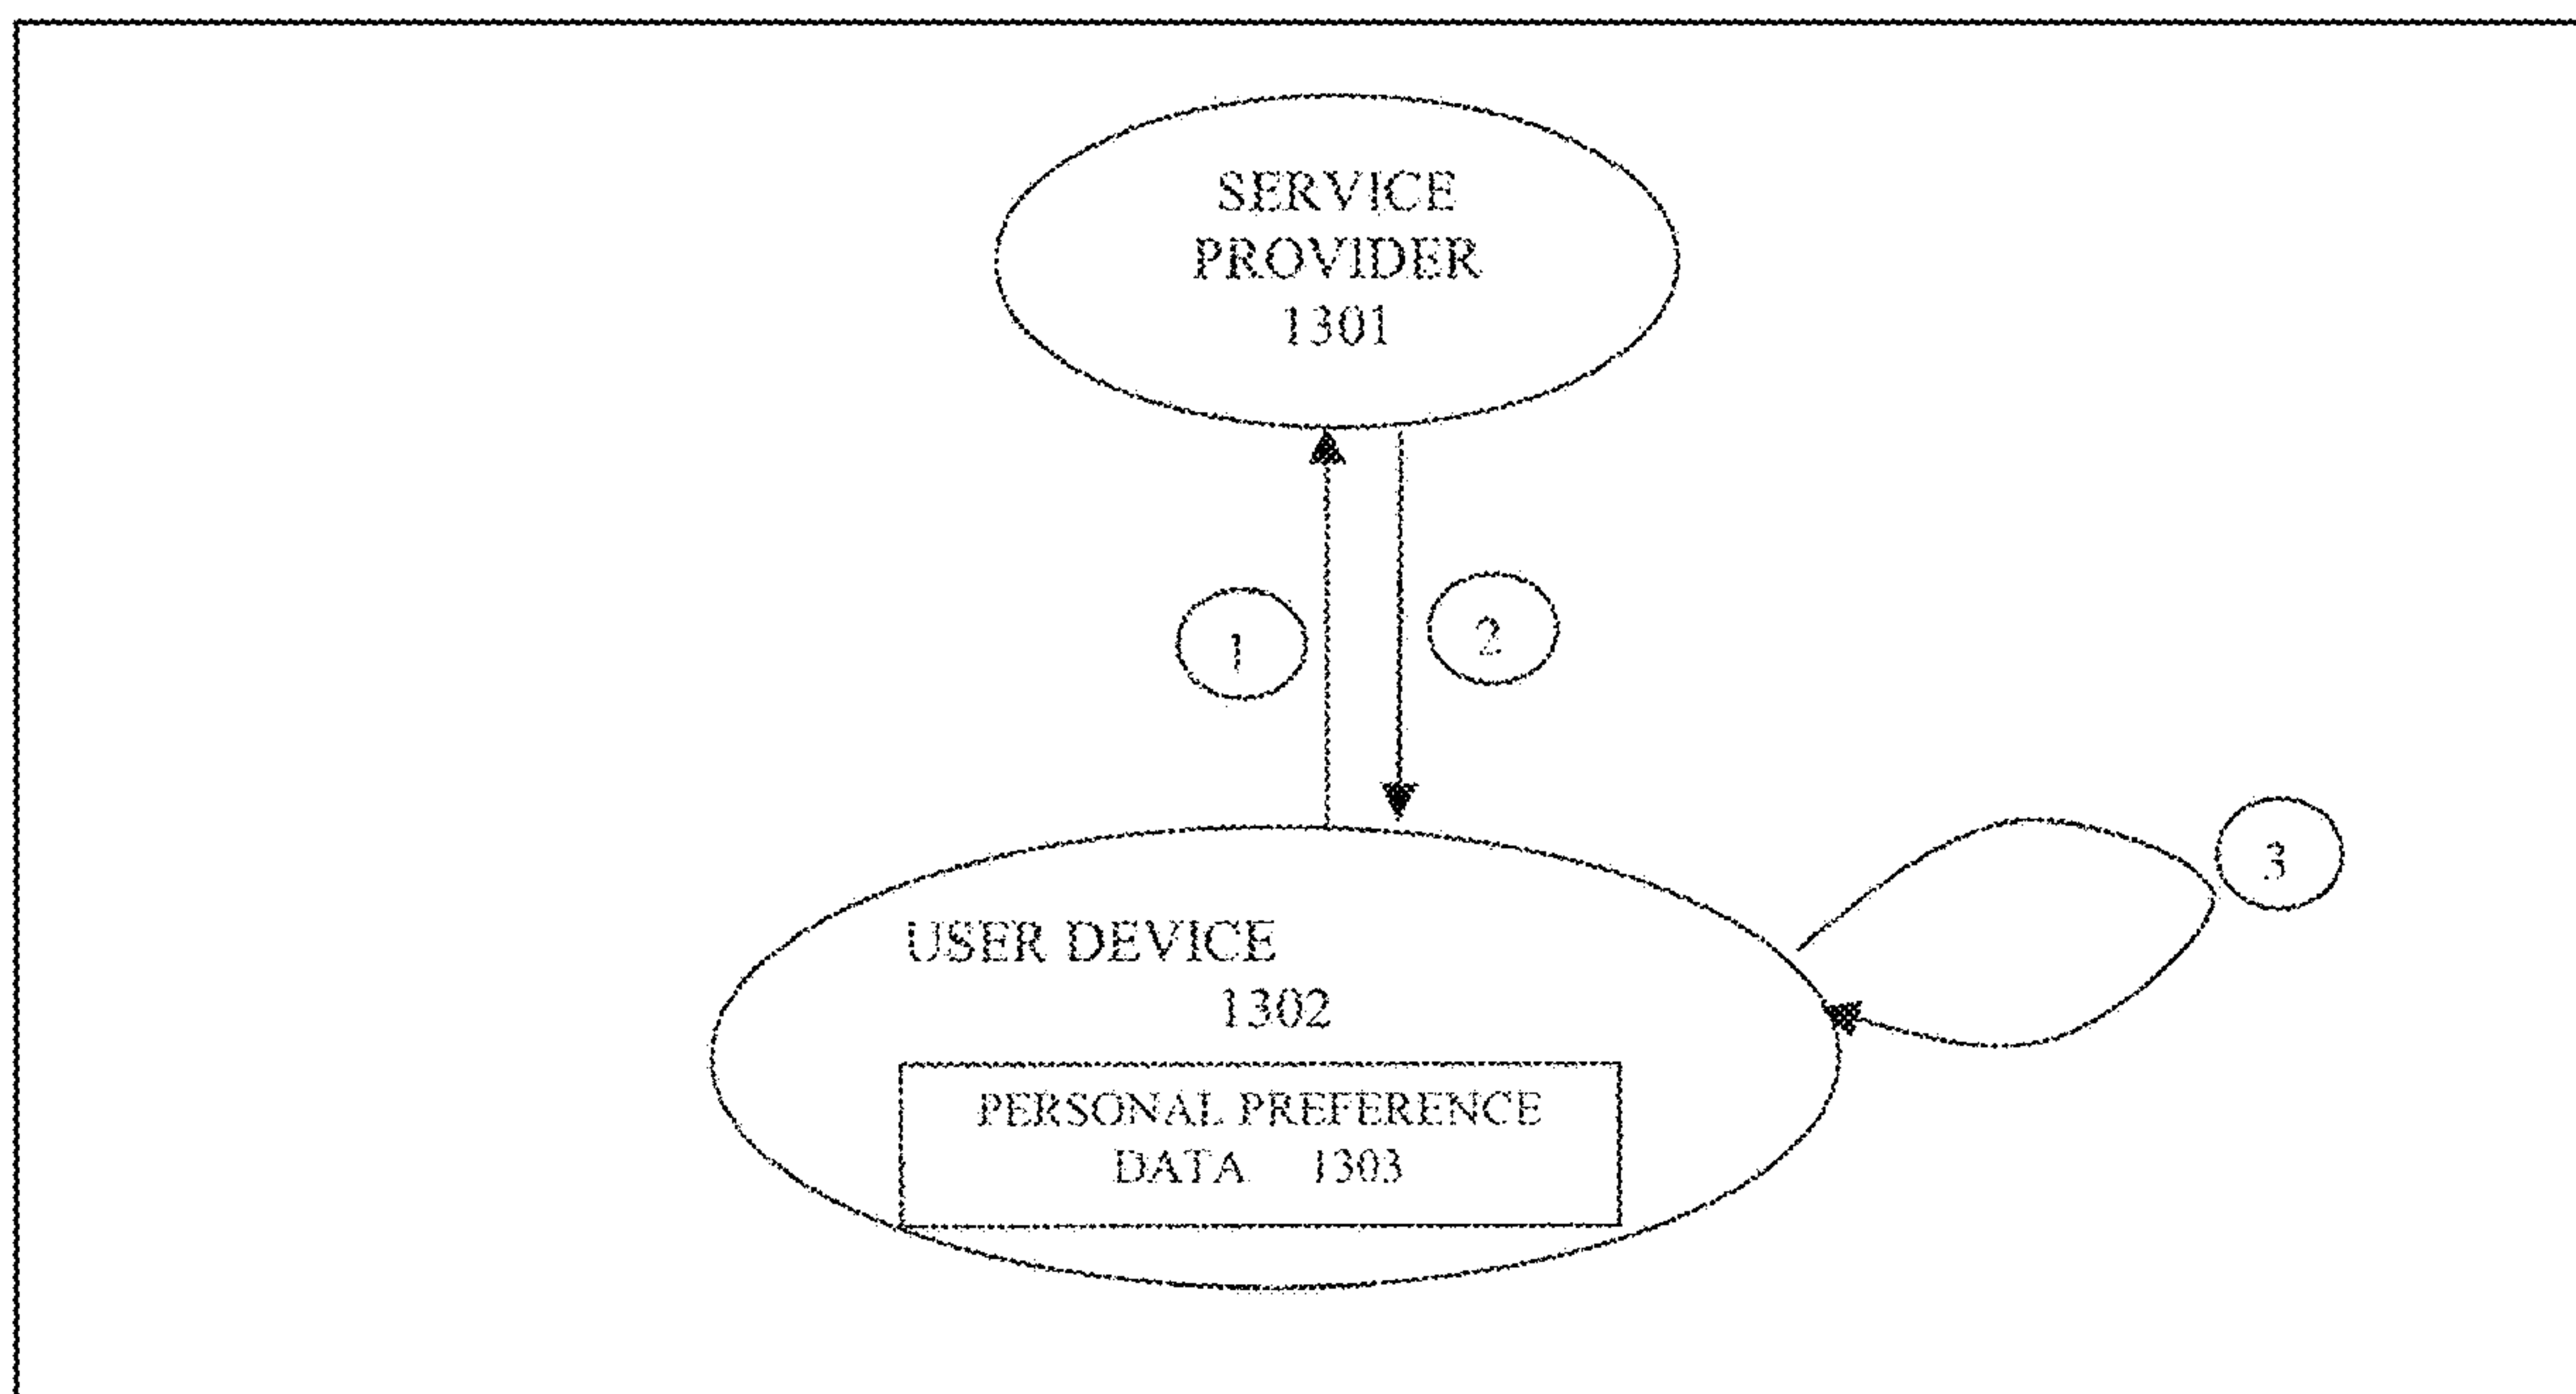 SERVICE
PROVIDER
1301
1
2
3
USER DEVICE
1302
PERSONAL PREFERENCE
DATA 1303